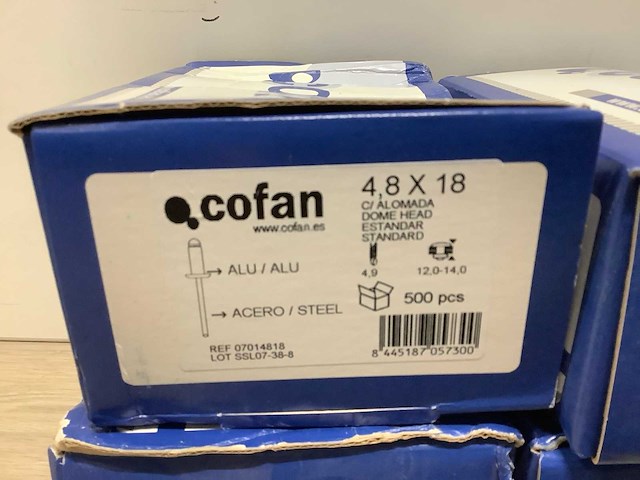 cofan
www.cofan.es
4,8 X 18
C/ ALOMADA
DOME HEAD
ESTANDAR
STANDARD
4,9
12,0-14,0
ALU / ALU
ACERO / STEEL
500 pcs
REF 07014818
LOT SSL07-38-8
8 445187 057300
cofa